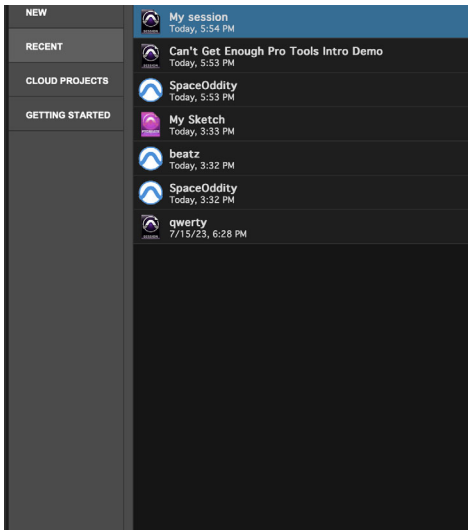 NEW
RECENT
CLOUD PROJECTS
GETTING STARTED
My session
Today, 5:54 PM
Can't Get Enough Pro Tools Intro Demo
Today, 5:53 PM
SpaceOddity
Today, 5:53 PM
My Sketch
Today, 3:33 PM
beatz
Today, 3:32 PM
SpaceOddity
Today, 3:32 PM
qwerty
7/15/23, 6:28 PM